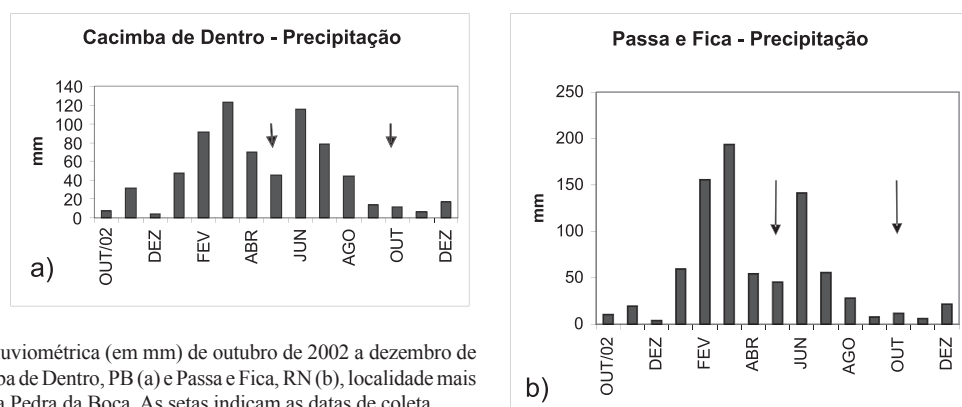 Cacimba de Dentro - Precipitação
140
120
100
80
60
40
20
0
mm
OUT/02
DEZ
FEV
ABR
JUN
AGO
OUT
DEZ
a)
Passa e Fica - Precipitação
250
200
150
100
50
0
mm
OUT/02
DEZ
FEV
ABR
JUN
AGO
OUT
DEZ
b)
uviométrica (em mm) de outubro de 2002 a dezembro de
ba de Dentro, PB (a) e Passa e Fica, RN (b), localidade mais
a Pedra da Boca. As setas indicam as datas de coleta